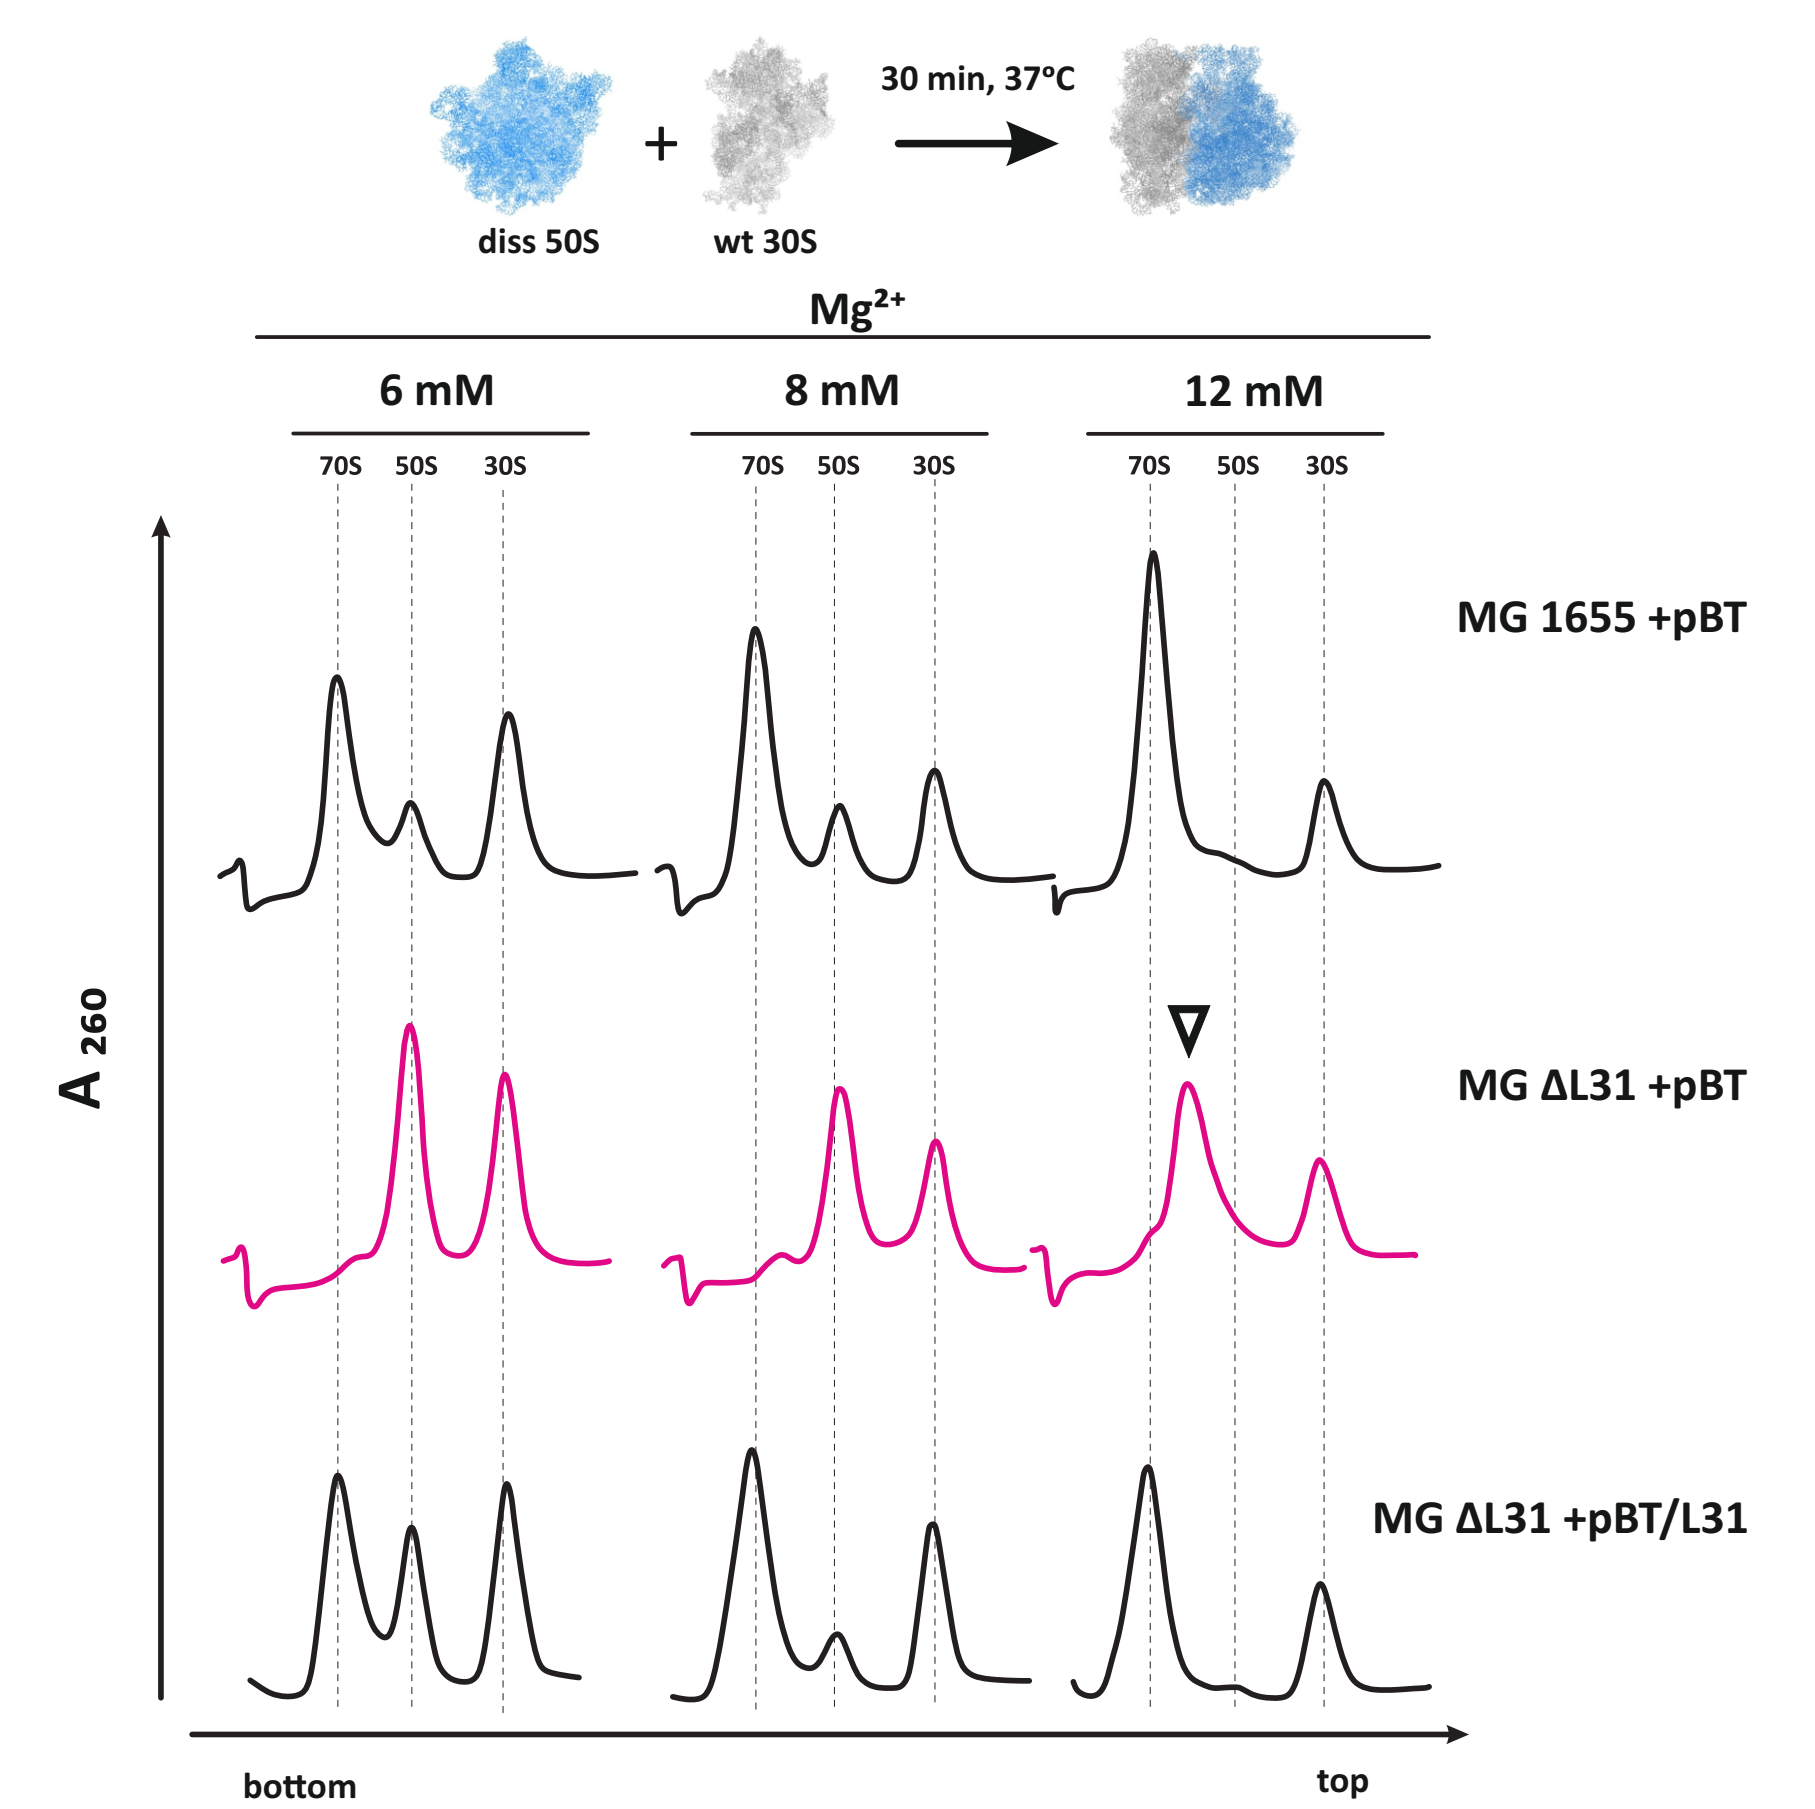 30 min, 37ºC
+
diss 50S wt 30S
Mg²⁺
6 mM 8 mM 12 mM
70S 50S 30S 70S 50S 30S 70S 50S 30S
MG 1655 +pBT
A 260
MG ΔL31 +pBT
MG ΔL31 +pBT/L31
bottom top